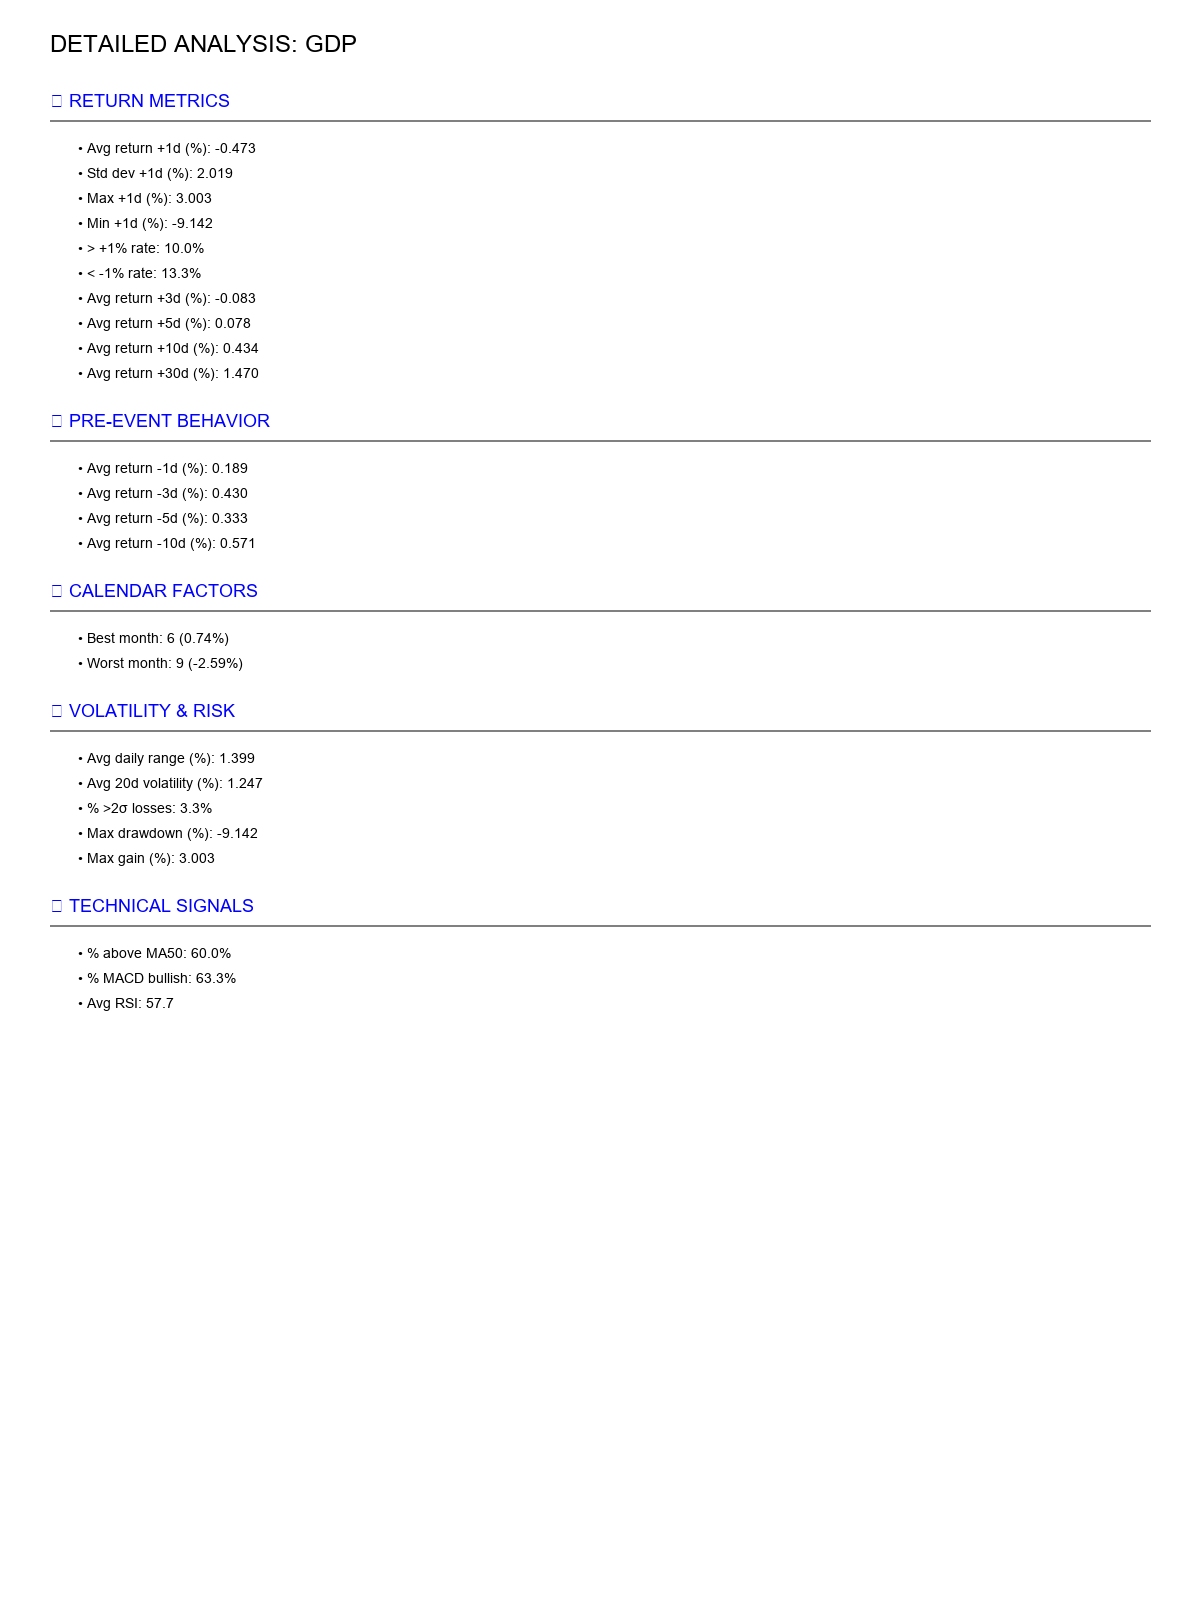 DETAILED ANALYSIS: GDP
RETURN METRICS
• Avg return +1d (%): -0.473
• Std dev +1d (%): 2.019
• Max +1d (%): 3.003
• Min +1d (%): -9.142
• > +1% rate: 10.0%
• < -1% rate: 13.3%
• Avg return +3d (%): -0.083
• Avg return +5d (%): 0.078
• Avg return +10d (%): 0.434
• Avg return +30d (%): 1.470
PRE-EVENT BEHAVIOR
• Avg return -1d (%): 0.189
• Avg return -3d (%): 0.430
• Avg return -5d (%): 0.333
• Avg return -10d (%): 0.571
CALENDAR FACTORS
• Best month: 6 (0.74%)
• Worst month: 9 (-2.59%)
VOLATILITY & RISK
• Avg daily range (%): 1.399
• Avg 20d volatility (%): 1.247
• % >2σ losses: 3.3%
• Max drawdown (%): -9.142
• Max gain (%): 3.003
TECHNICAL SIGNALS
• % above MA50: 60.0%
• % MACD bullish: 63.3%
• Avg RSI: 57.7